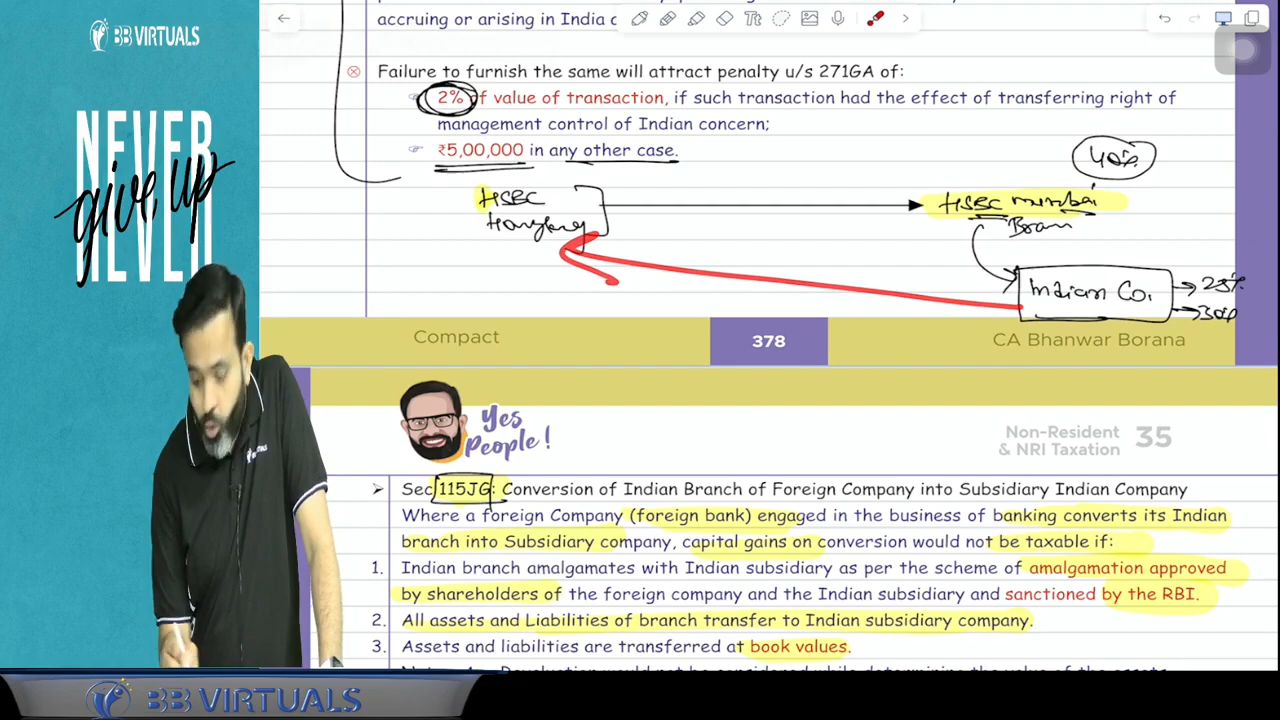 BB VIRTUALS
NEVER
give up
NEVER
accruing or arising in India
Failure to furnish the same will attract penalty u/s 271GA of:
2% of value of transaction, if such transaction had the effect of transferring right of
management control of Indian concern;
₹5,00,000 in any other case.
40%
HSBC
Hongkong
HSBC mumbai
Indian Co.
25%
30%
Compact
378
CA Bhanwar Borana
Yes
People!
Non-Resident
& NRI Taxation
35
Sec 115JG: Conversion of Indian Branch of Foreign Company into Subsidiary Indian Company
Where a foreign Company (foreign bank) engaged in the business of banking converts its Indian
branch into Subsidiary company, capital gains on conversion would not be taxable if:
1. Indian branch amalgamates with Indian subsidiary as per the scheme of amalgamation approved
by shareholders of the foreign company and the Indian subsidiary and sanctioned by the RBI.
2. All assets and Liabilities of branch transfer to Indian subsidiary company.
3. Assets and liabilities are transferred at book values.
BB VIRTUALS
BB VIRTUALS